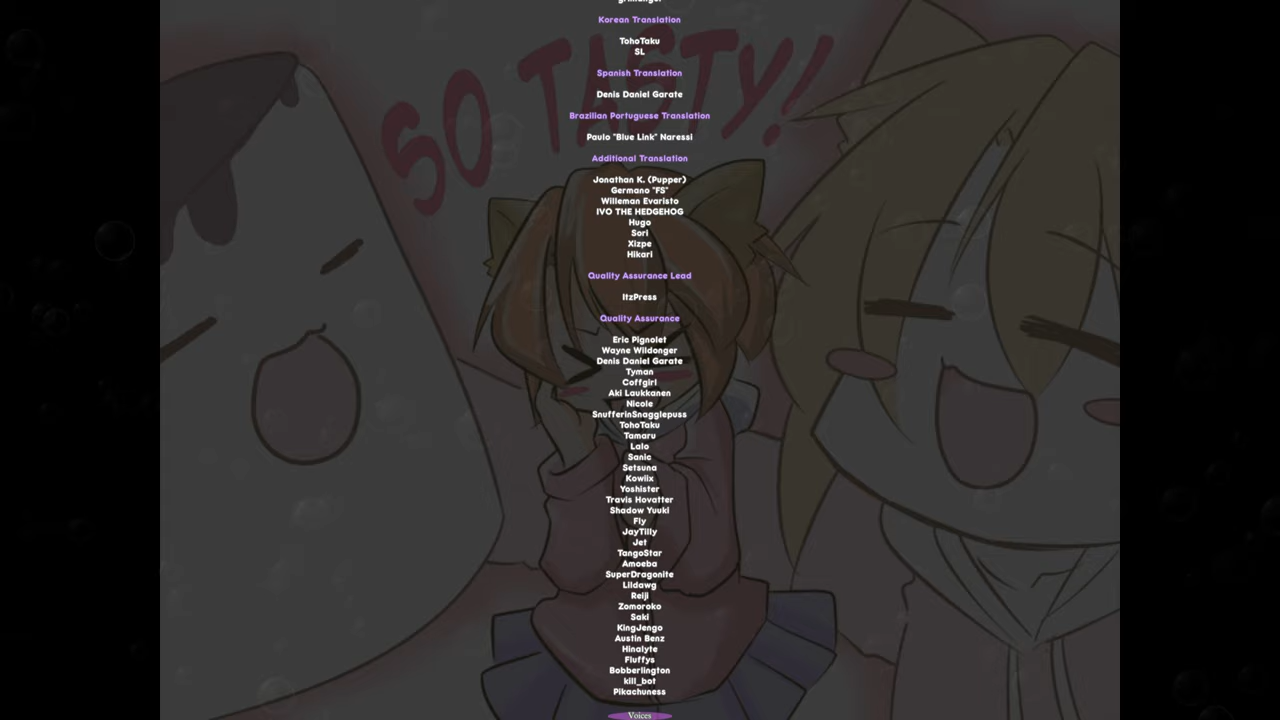 Korean Translation
TohoTaku
SL
Spanish Translation
Denis Daniel Garate
Brazilian Portuguese Translation
Paulo "Blue Link" Naressi
Additional Translation
Jonathan K. (Pupper)
Germano "FS"
Willeman Evaristo
IVO THE HEDGEHOG
Hugo
Sori
Xizpe
Hikari
Quality Assurance Lead
ItzPress
Quality Assurance
Eric Pignolet
Wayne Wildonger
Denis Daniel Garate
Tyman
Coffgirl
Aki Laukkanen
Nicole
SnufferinSnagglepuss
TohoTaku
Tamaru
Lalo
Sanic
Setsuna
Kowiix
Yoshister
Travis Hovatter
Shadow Yuuki
Fly
JayTilly
Jet
TangoStar
Amoeba
SuperDragonite
Lildawg
Reiji
Zomoroko
Saki
KingJengo
Austin Benz
Hinalyte
Fluffys
Bobberlington
kill_bot
Pikachuness
Voices
SO TASTY!